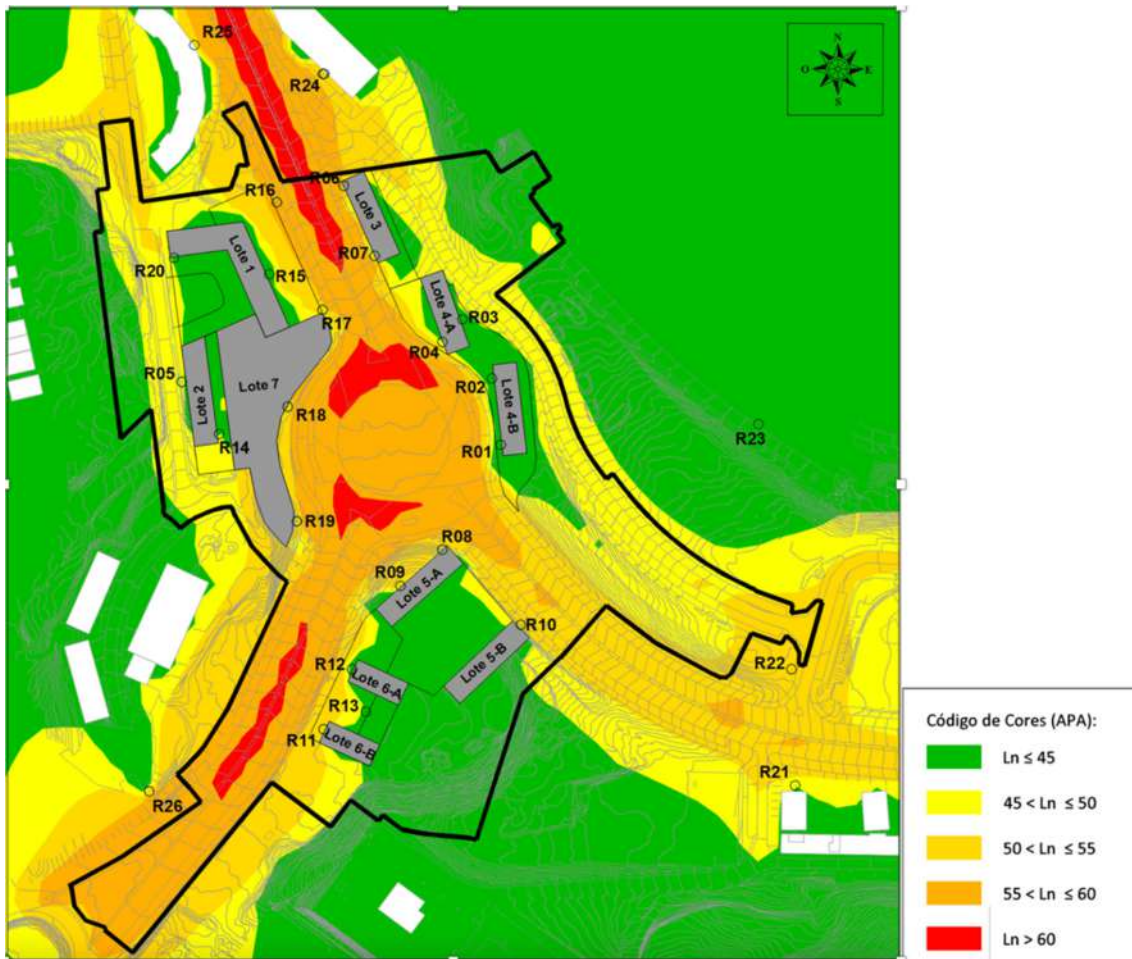 R25
N
R24
O
E
S
R06
R16
Lote 3
Lote 1
R07
R20
R15
Lote 4-A
R03
R17
R04
R05
Lote 2
Lote 7
R02
Lote 4-B
R18
R23
R14
R01
R19
R08
R09
Lote 5-A
R10
Lote 5-B
R12
R22
Lote 6-A
R13
R11
Lote 6-B
R21
R26
Código de Cores (APA):
Ln ≤ 45
45 < Ln ≤ 50
50 < Ln ≤ 55
55 < Ln ≤ 60
Ln > 60